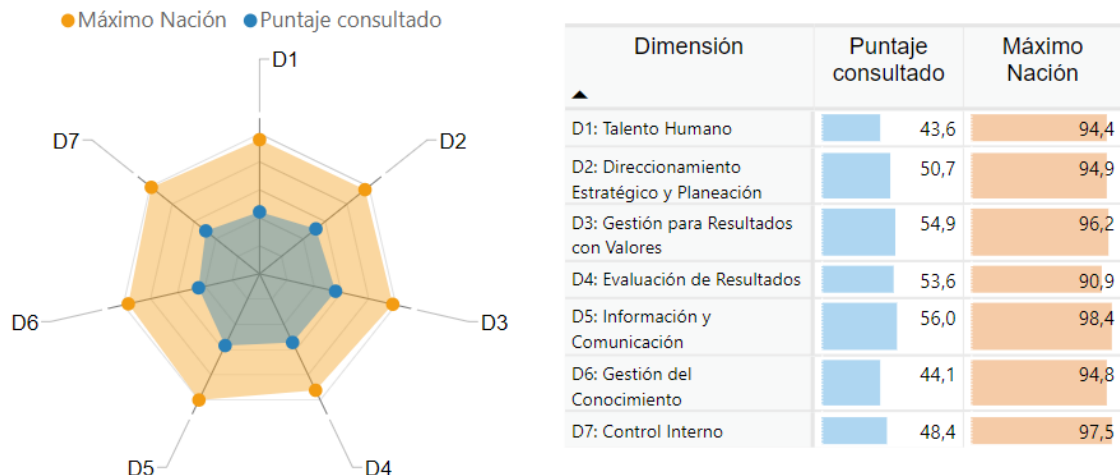 Máximo Nación Puntaje consultado
D1
D2
D3
D4
D5
D6
D7
Dimensión Puntaje consultado Máximo Nación
D1: Talento Humano 43,6 94,4
D2: Direccionamiento
Estratégico y Planeación 50,7 94,9
D3: Gestión para Resultados
con Valores 54,9 96,2
D4: Evaluación de Resultados 53,6 90,9
D5: Información y
Comunicación 56,0 98,4
D6: Gestión del
Conocimiento 44,1 94,8
D7: Control Interno 48,4 97,5